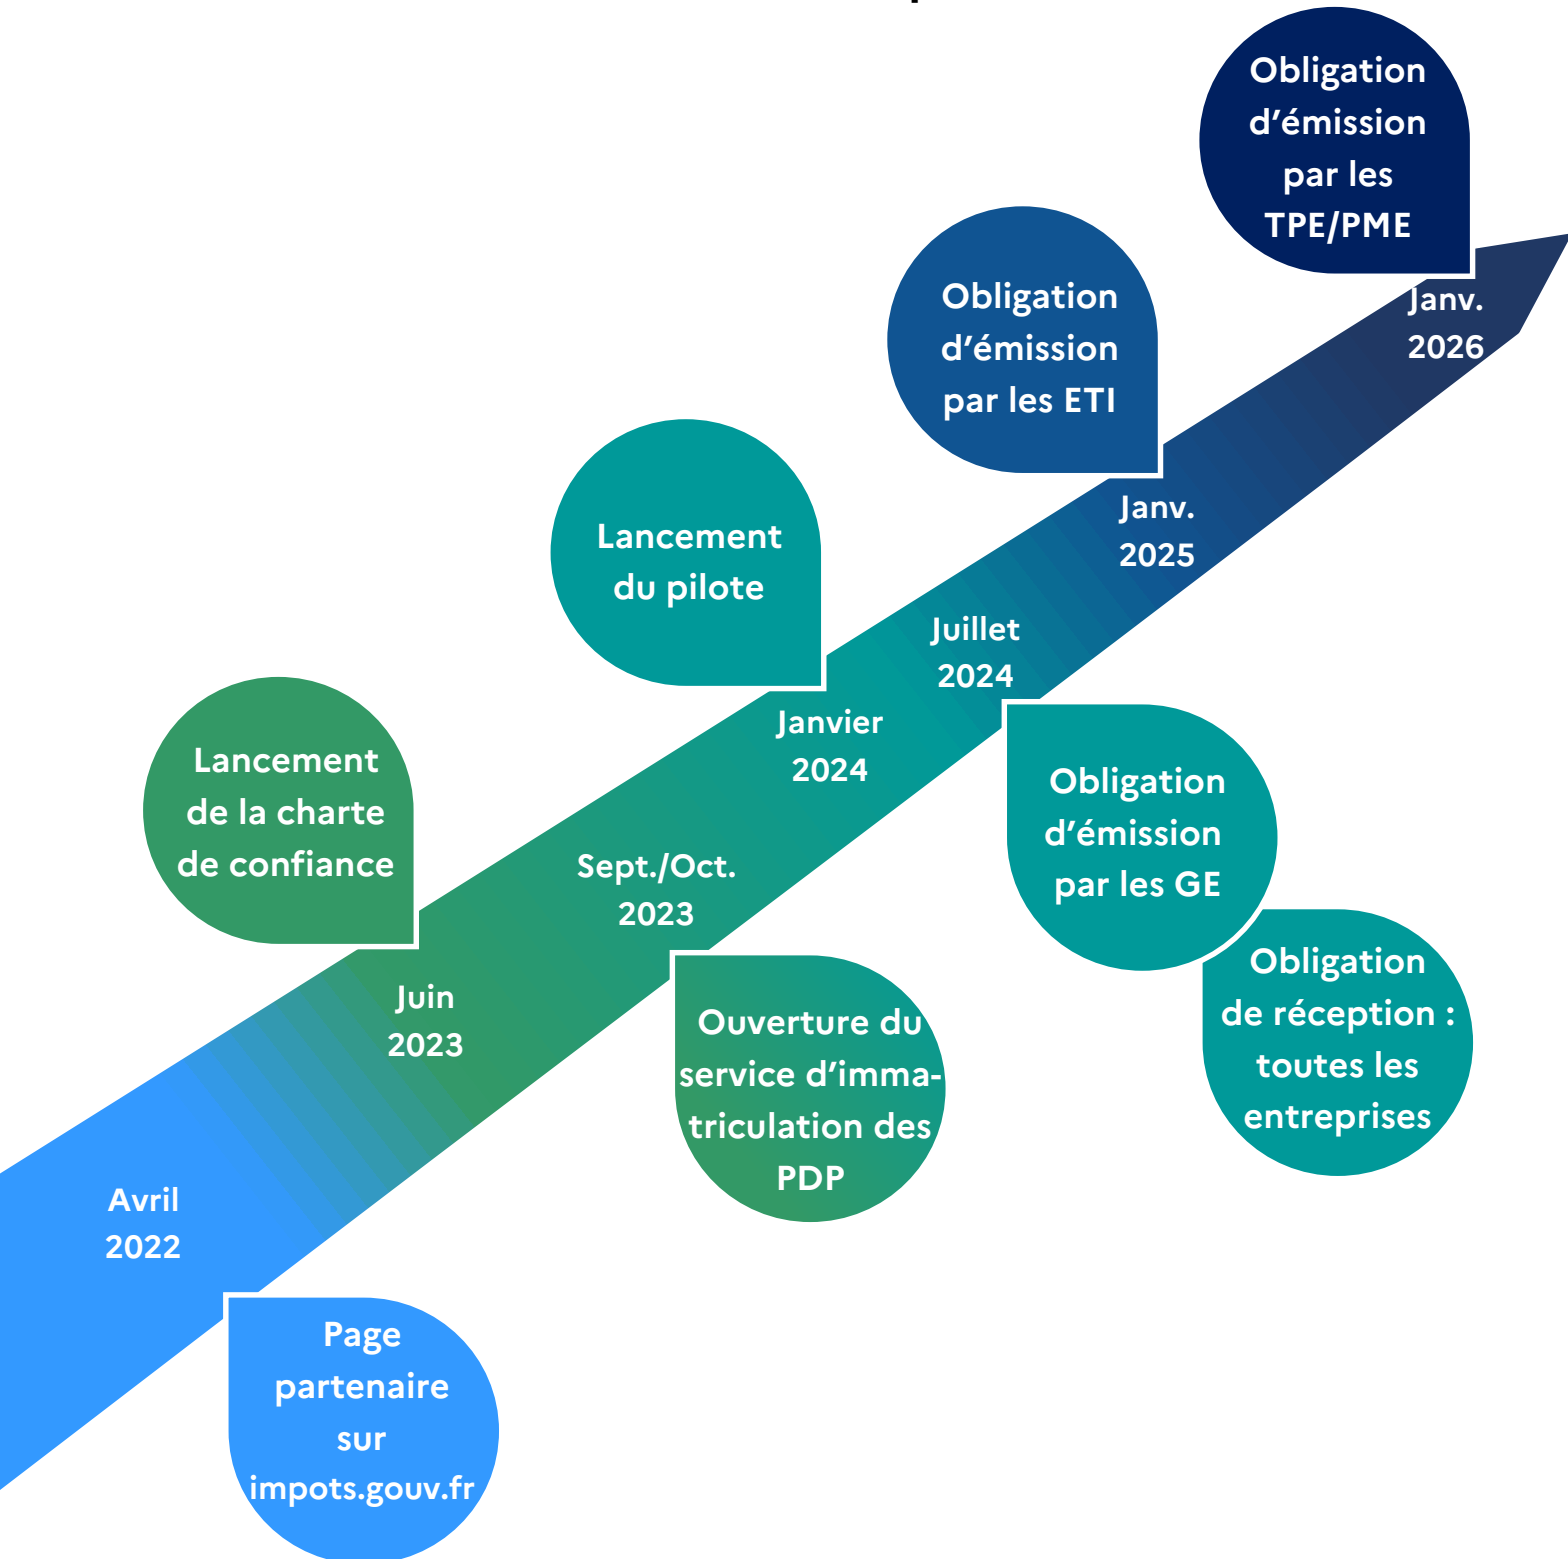 Obligation
d'émission
par les
TPE/PME
Janv.
2026
Obligation
d'émission
par les ETI
Janv.
2025
Lancement
du pilote
Juillet
2024
Janvier
2024
Obligation
d'émission
par les GE
Lancement
de la charte
de confiance
Sept./Oct.
2023
Obligation
de réception :
toutes les
entreprises
Juin
2023
Ouverture du
service d'imma-
triculation des
PDP
Avril
2022
Page
partenaire
sur
impots.gouv.fr